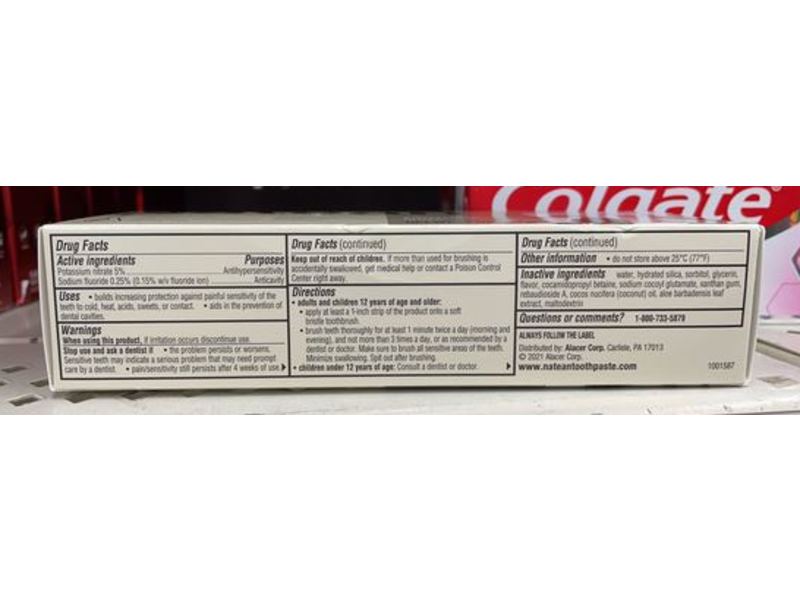 Colgate
Drug Facts
Active ingredients Purposes
Potassium nitrate 5% Antihypersensitivity
Sodium fluoride 0.25% (0.15% w/v fluoride ion) Anticavity
Uses • builds increasing protection against painful sensitivity of the
teeth to cold, heat, acids, sweets, or contact. • aids in the prevention of
dental cavities.
Warnings
When using this product, if irritation occurs discontinue use.
Stop use and ask a dentist if • the problem persists or worsens.
Sensitive teeth may indicate a serious problem that may need prompt
care by a dentist. • pain/sensitivity still persists after 4 weeks of use.
Drug Facts (continued)
Keep out of reach of children. If more than used for brushing is
accidentally swallowed, get medical help or contact a Poison Control
Center right away.
Directions
• adults and children 12 years of age and older:
• apply at least a 1-inch strip of the product onto a soft
bristle toothbrush.
• brush teeth thoroughly for at least 1 minute twice a day (morning and
evening), and not more than 3 times a day, or as recommended by a
dentist or doctor. Make sure to brush all sensitive areas of the teeth.
Minimize swallowing. Spit out after brushing.
• children under 12 years of age: Consult a dentist or doctor.
Drug Facts (continued)
Other information • do not store above 25°C (77°F)
Inactive ingredients water, hydrated silica, sorbitol, glycerin,
flavor, cocamidopropyl betaine, sodium cocoyl glutamate, xanthan gum,
rebaudioside A, cocos nucifera (coconut) oil, aloe barbadensis leaf
extract, maltodextrin
Questions or comments? 1-800-733-5879
ALWAYS FOLLOW THE LABEL
Distributed by: Alacer Corp. Carlisle, PA 17013
© 2021 Alacer Corp.
www.nateantoothpaste.com 1001587